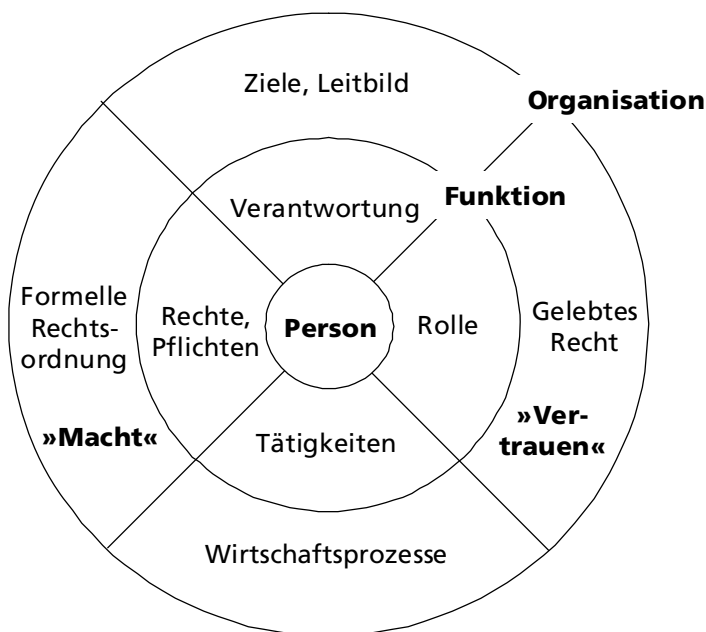 Ziele, Leitbild
Organisation
Verantwortung
Funktion
Formelle
Rechts-
ordnung
»Macht«
Rechte,
Pflichten
Person
Rolle
Gelebtes
Recht
»Ver-
trauen«
Tätigkeiten
Wirtschaftsprozesse